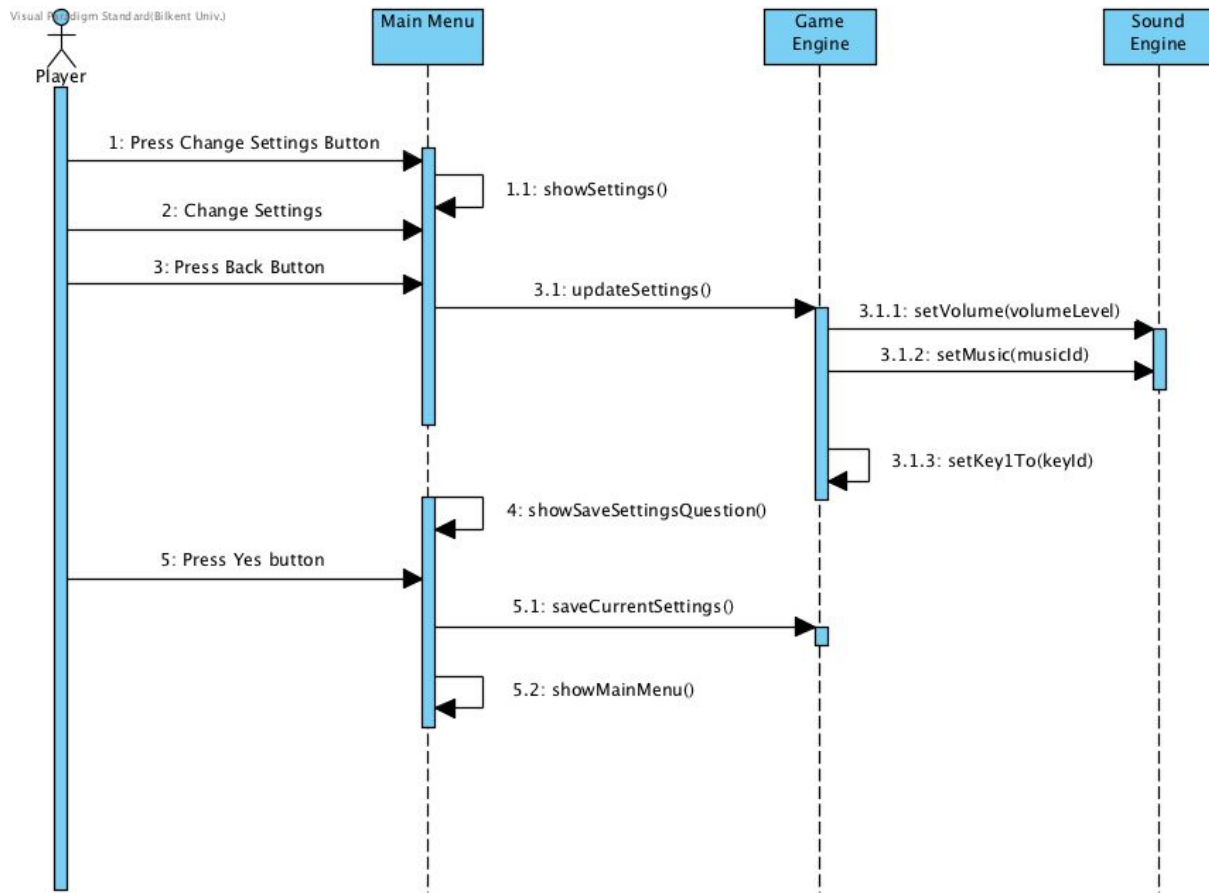 Visual Paradigm Standard(Bilkent Univ.)
Player
Main Menu
Game
Engine
Sound
Engine
1: Press Change Settings Button
1.1: showSettings()
2: Change Settings
3: Press Back Button
3.1: updateSettings()
3.1.1: setVolume(volumeLevel)
3.1.2: setMusic(musicId)
3.1.3: setKey1To(keyId)
4: showSaveSettingsQuestion()
5: Press Yes button
5.1: saveCurrentSettings()
5.2: showMainMenu()